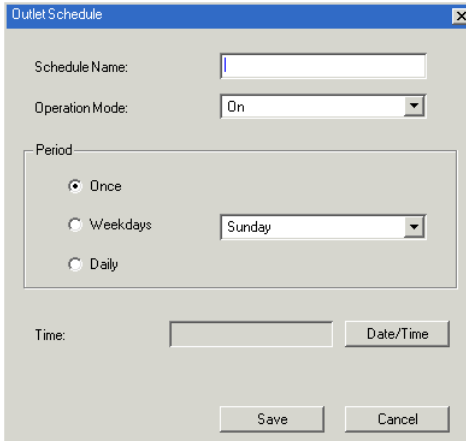 Outlet Schedule
Schedule Name:
Operation Mode: On
Period
Once
Weekdays Sunday
Daily
Time: Date/Time
Save Cancel